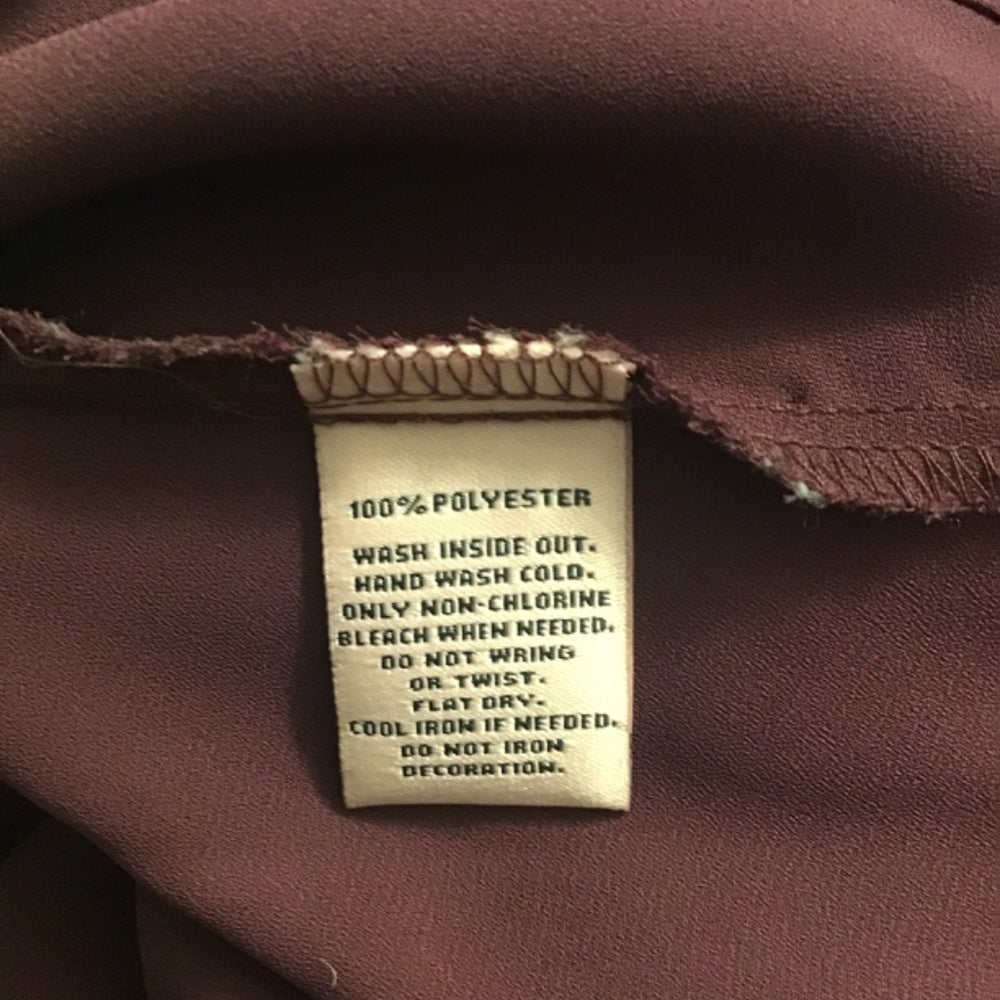 100% POLYESTER
WASH INSIDE OUT.
HAND WASH COLD.
ONLY NON-CHLORINE
BLEACH WHEN NEEDED.
DO NOT WRING
OR TWIST.
FLAT DRY.
COOL IRON IF NEEDED.
DO NOT IRON
DECORATION.